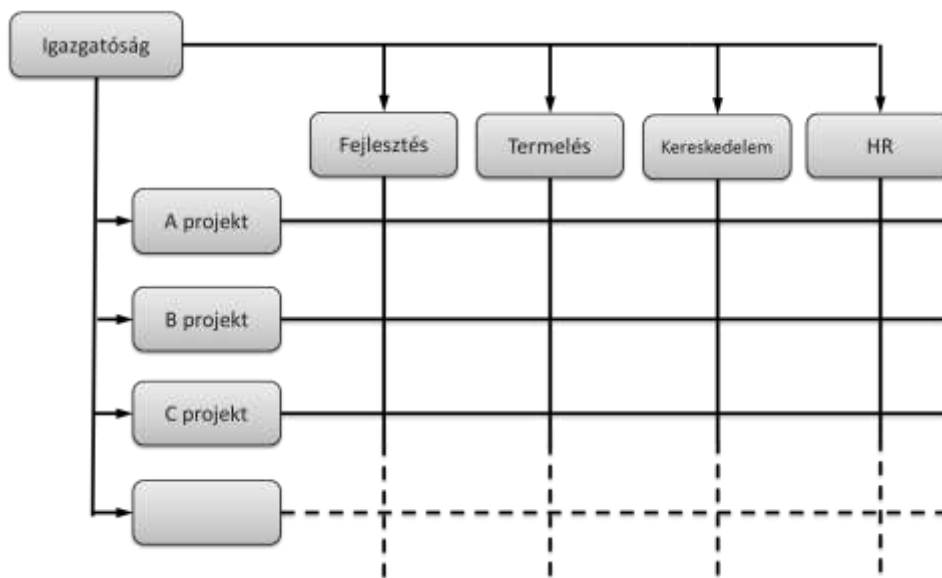 Igazgatóság
Fejlesztés
Termelés
Kereskedelem
HR
A projekt
B projekt
C projekt